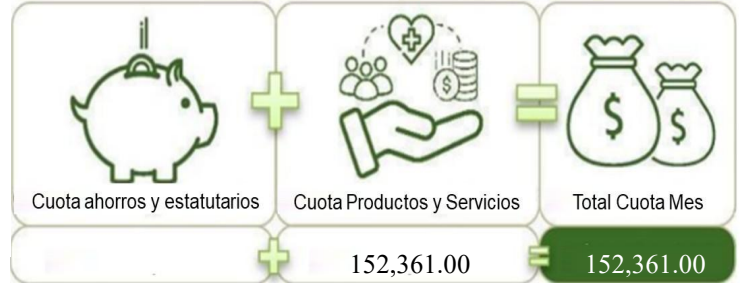 Cuota ahorros y estatutarios
Cuota Productos y Servicios
Total Cuota Mes
152,361.00
152,361.00